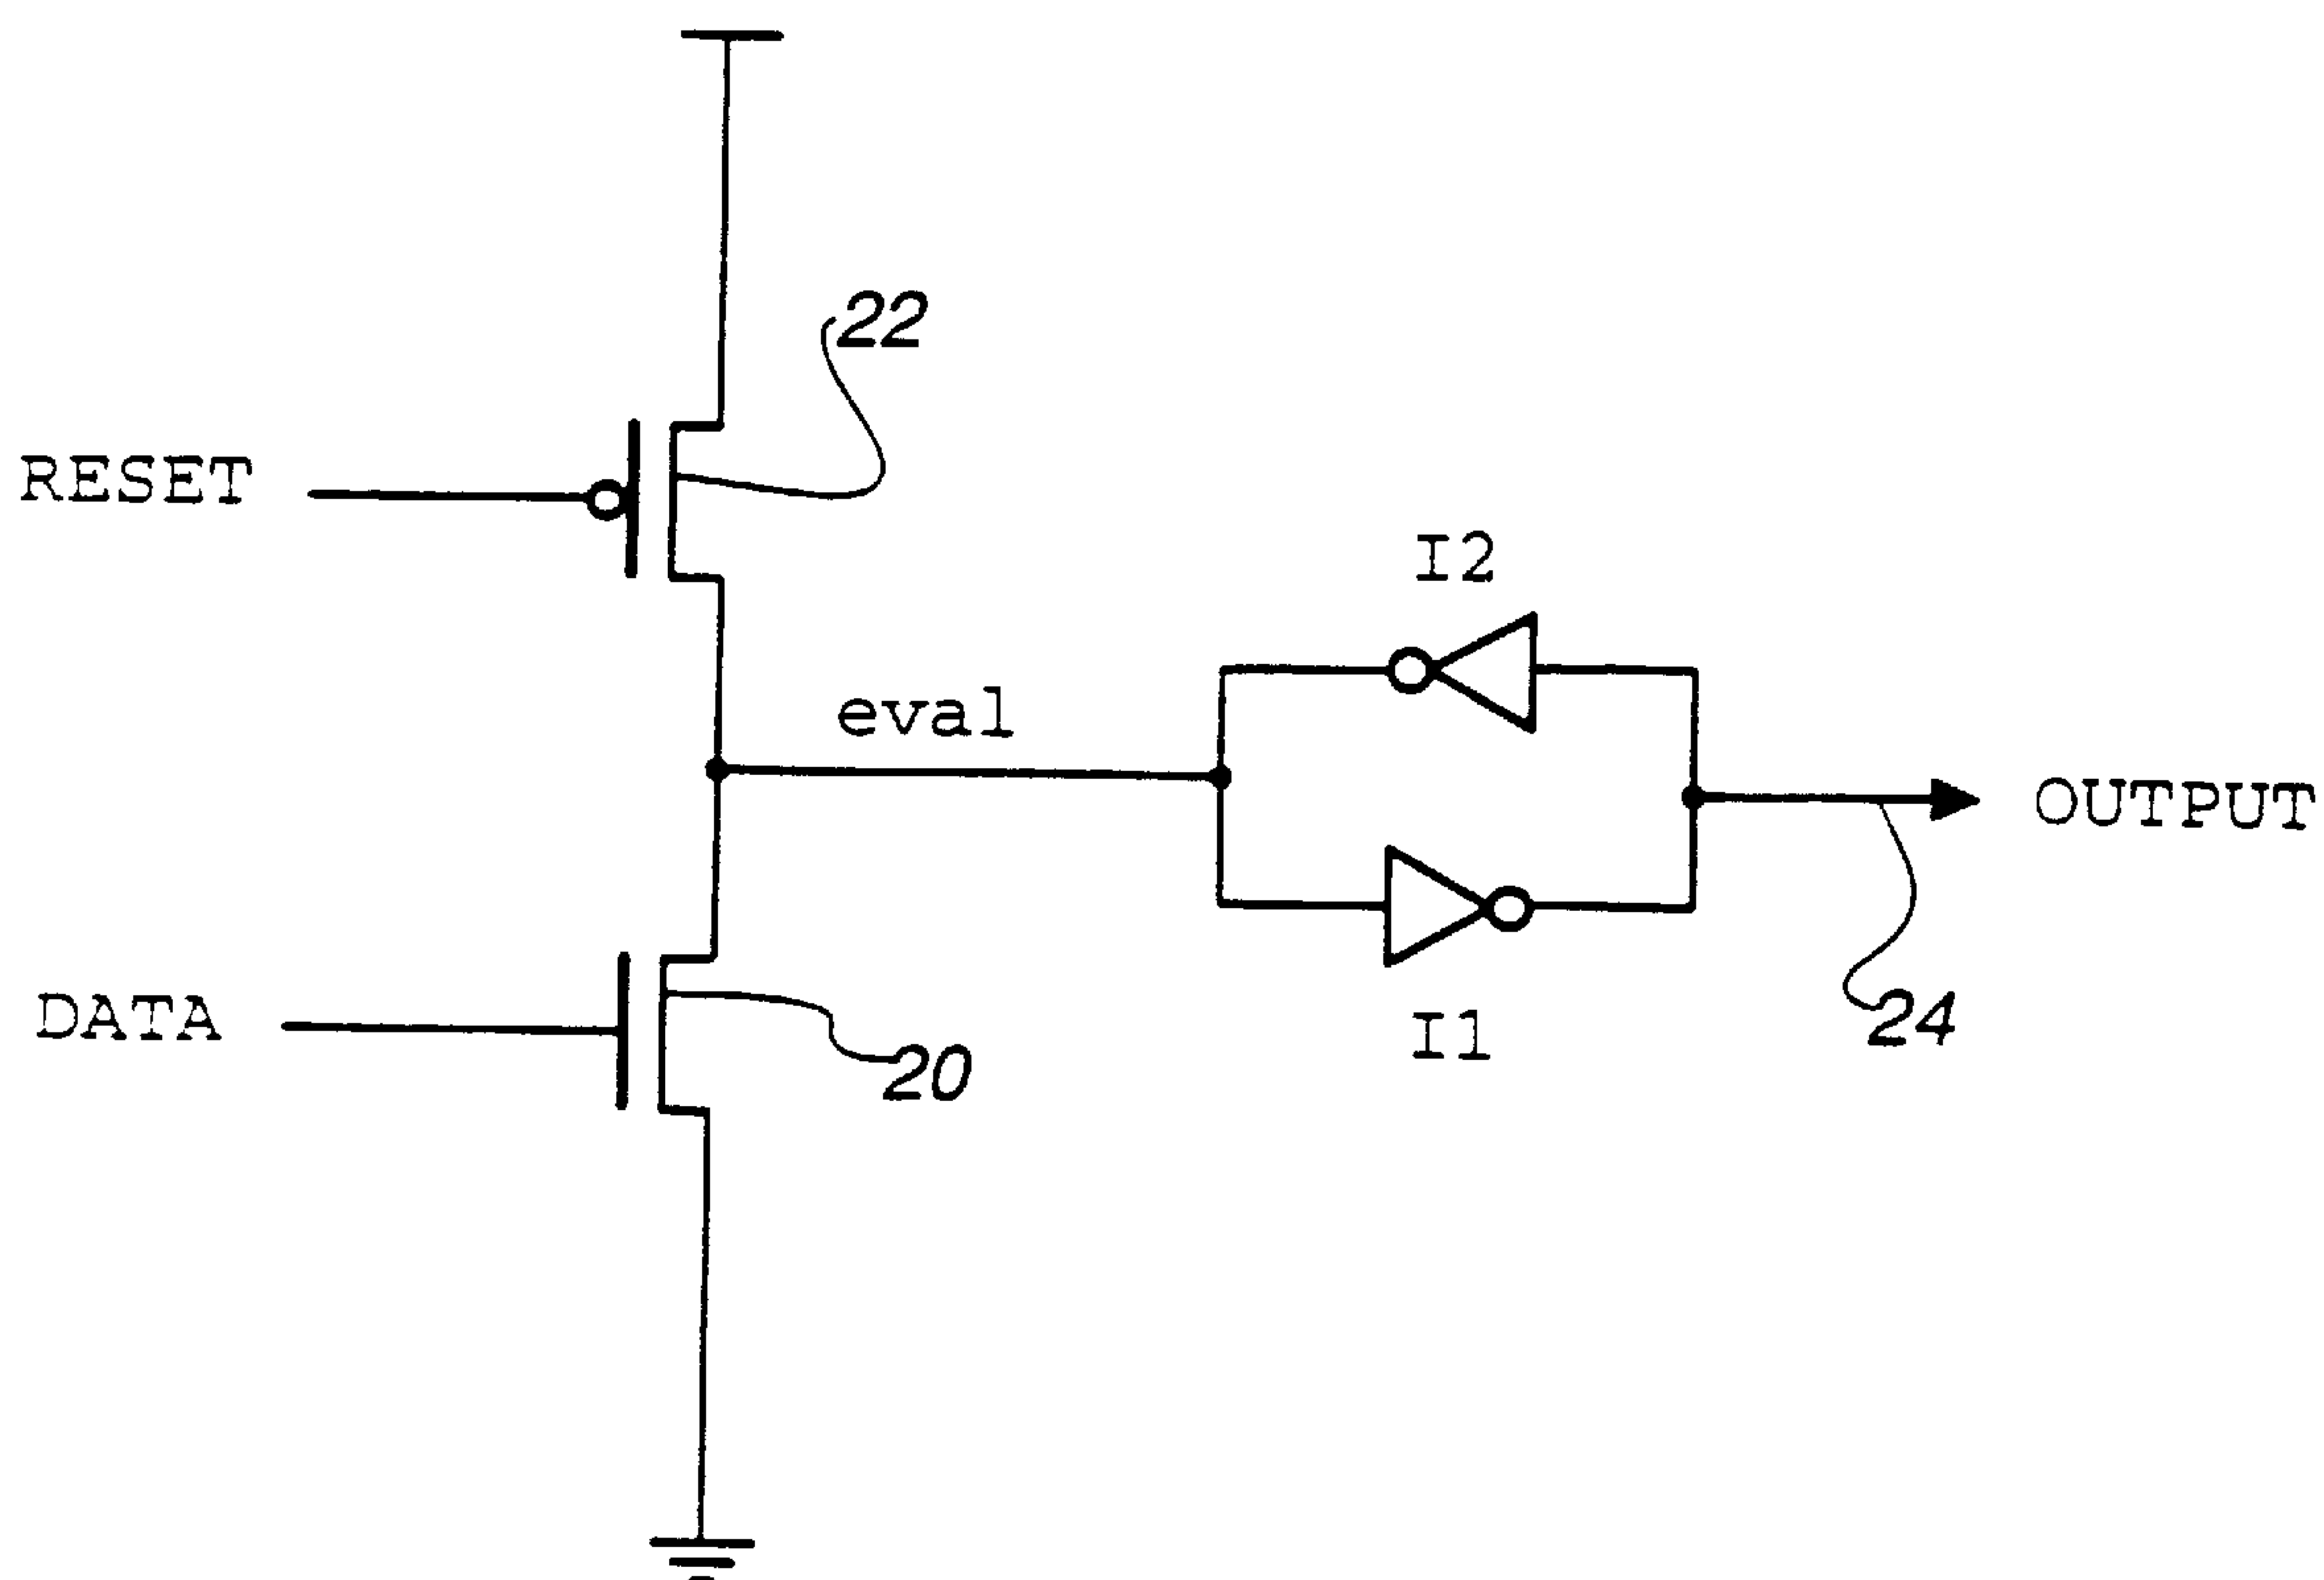 22
RESET
I2
eval
OUTPUT
DATA
24
I1
20